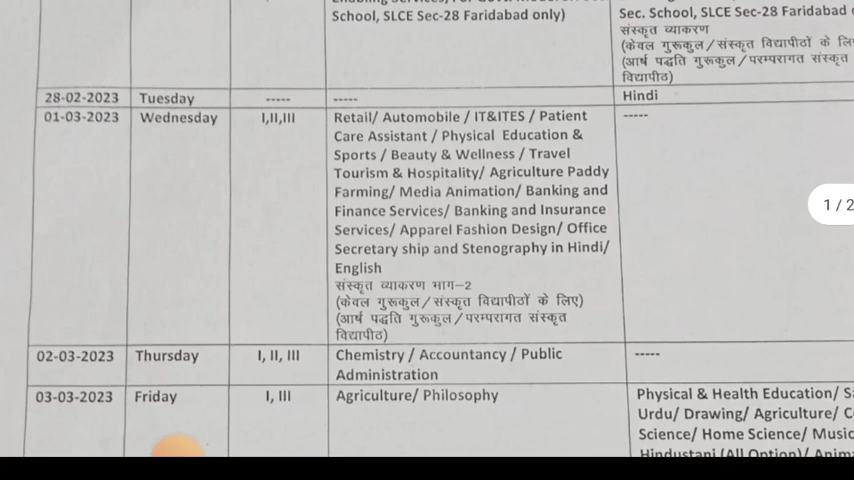 Sec. School, SLCE Sec-28 Faridabad
School, SLCE Sec-28 Faridabad only)
संस्कृत व्याकरण
(केवल गुरूकुल/संस्कृत विद्यापीठों के
(आर्ष पद्धति गुरूकुल/परम्परागत संस्कृत
विद्यापीठ)
28-02-2023 Tuesday ----- ----- Hindi
01-03-2023 Wednesday I,II,III Retail/ Automobile / IT&ITES / Patient -----
Care Assistant / Physical Education &
Sports / Beauty & Wellness / Travel
Tourism & Hospitality/ Agriculture Paddy
Farming/ Media Animation/ Banking and
Finance Services/ Banking and Insurance
Services/ Apparel Fashion Design/ Office
Secretary ship and Stenography in Hindi/
English
संस्कृत व्याकरण भाग-2
(केवल गुरूकुल/संस्कृत विद्यापीठों के लिए)
(आर्ष पद्धति गुरूकुल/परम्परागत संस्कृत
विद्यापीठ)
1 / 2
02-03-2023 Thursday I, II, III Chemistry / Accountancy / Public -----
Administration
03-03-2023 Friday I, III Agriculture/ Philosophy Physical & Health Education/
Urdu/ Drawing/ Agriculture/
Science/ Home Science/ Music
Hindustani (All Option)/